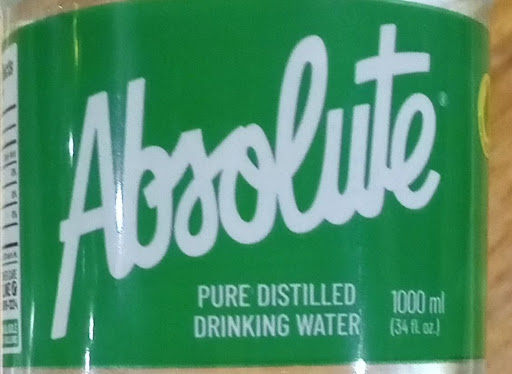 Absolute®
PURE DISTILLED
DRINKING WATER
1000 ml
(34 fl. oz.)